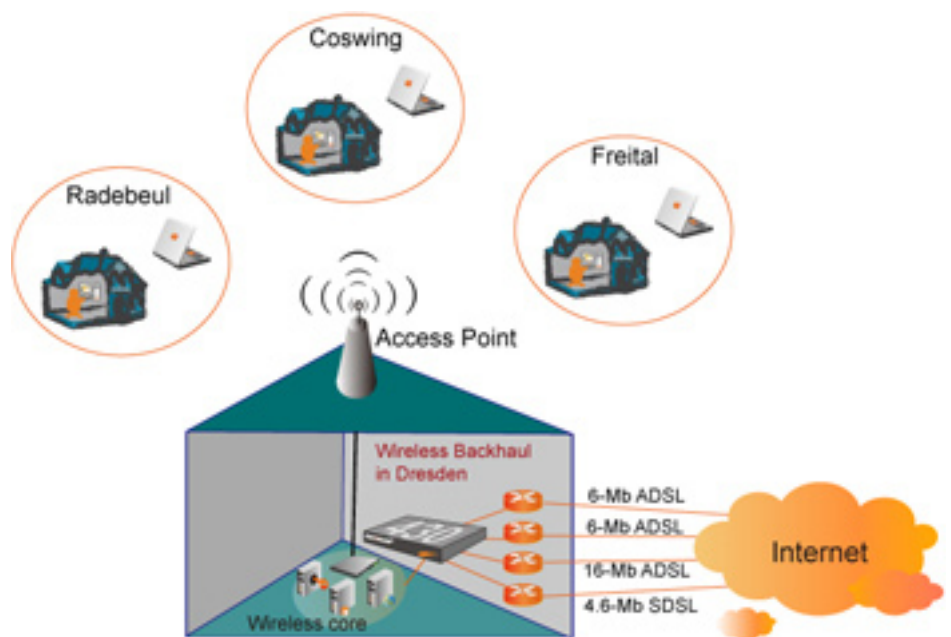 Coswing
Freital
Radebeul
Access Point
Wireless Backhaul
in Dresden
430
6-Mb ADSL
6-Mb ADSL
16-Mb ADSL
4.6-Mb SDSL
Internet
Wireless core